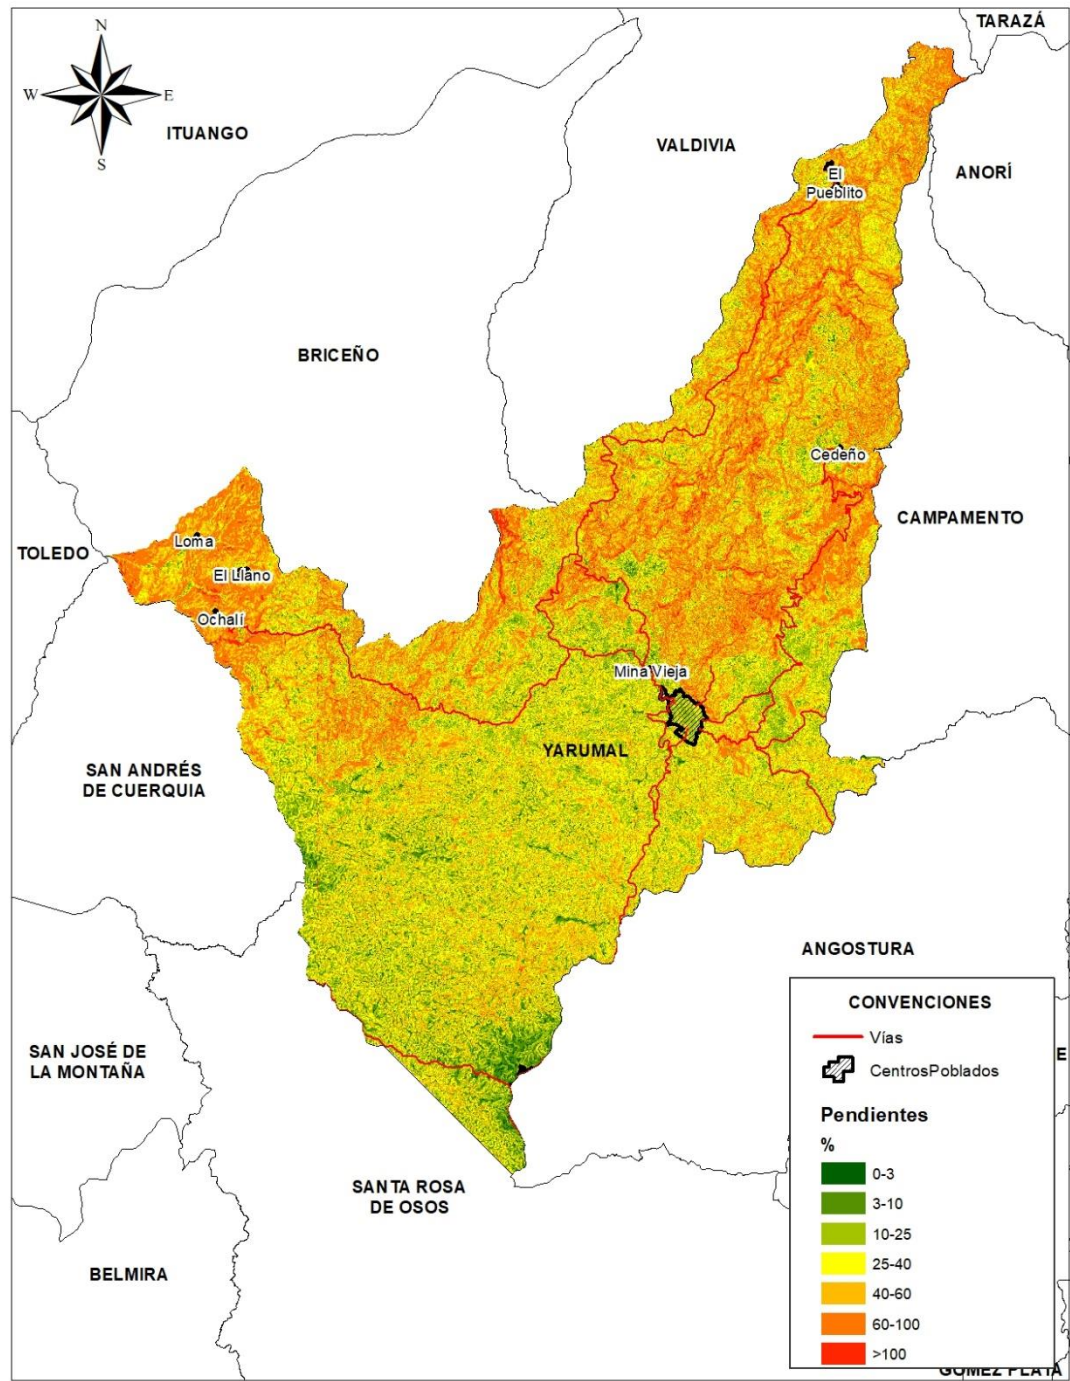 TARAZÁ
N
W
E
S
ITUANGO
VALDIVIA
ANORÍ
El
Pueblito
BRICEÑO
Cedeño
CAMPAMENTO
Loma
TOLEDO
El Llano
Ochalí
Mina Vieja
YARUMAL
SAN ANDRÉS
DE CUERQUIA
ANGOSTURA
SAN JOSÉ DE
LA MONTAÑA
E
SANTA ROSA
DE OSOS
BELMIRA
CONVENCIONES
Vías
CentrosPoblados
Pendientes
%
0-3
3-10
10-25
25-40
40-60
60-100
>100
GÓMEZ PLATA